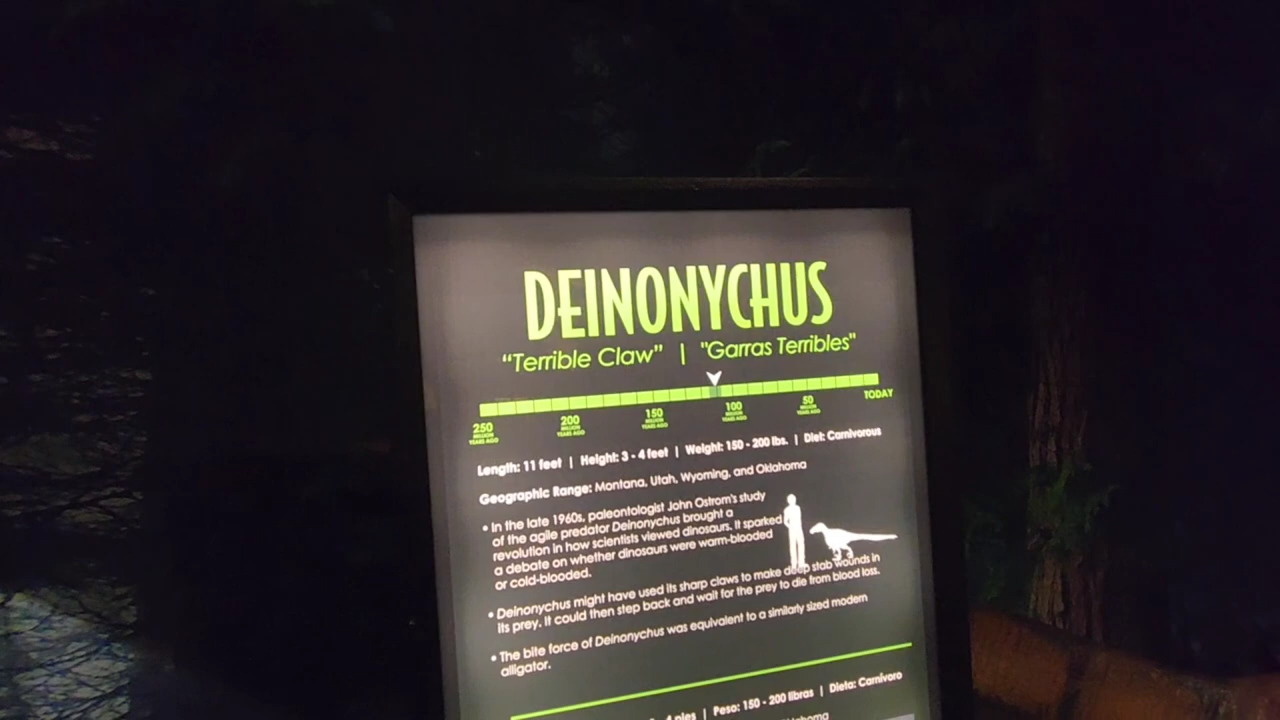 DEINONYCHUS
“Terrible Claw” | "Garras Terribles"
250 MILLION YEARS AGO 200 MILLION YEARS AGO 150 MILLION YEARS AGO 100 MILLION YEARS AGO 50 MILLION YEARS AGO TODAY
Length: 11 feet | Height: 3 - 4 feet | Weight: 150 - 200 lbs. | Diet: Carnivorous
Geographic Range: Montana, Utah, Wyoming, and Oklahoma
• In the late 1960s, paleontologist John Ostrom's study
of the agile predator Deinonychus brought a
revolution in how scientists viewed dinosaurs. It sparked
a debate on whether dinosaurs were warm-blooded
or cold-blooded.
• Deinonychus might have used its sharp claws to make deep stab wounds in
its prey. It could then step back and wait for the prey to die from blood loss.
• The bite force of Deinonychus was equivalent to a similarly sized modern
alligator.
4 pies | Peso: 150 - 200 libras | Dieta: Carnívoro